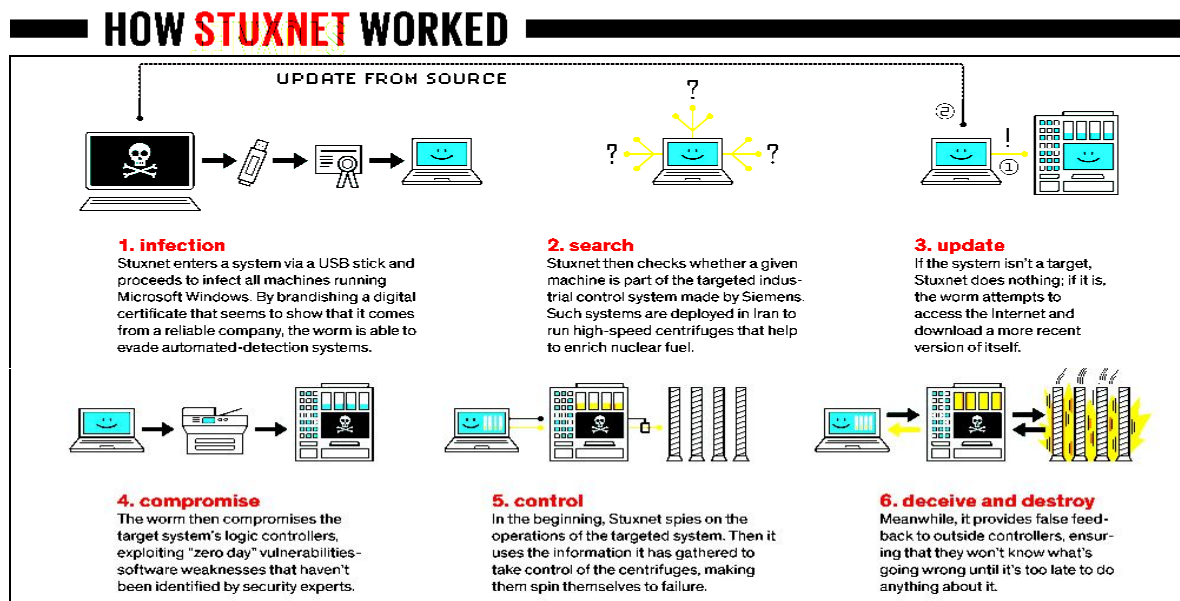 HOW STUXNET WORKED
UPDATE FROM SOURCE
?
?
?
②
!
①
1. infection
Stuxnet enters a system via a USB stick and
proceeds to infect all machines running
Microsoft Windows. By brandishing a digital
certificate that seems to show that it comes
from a reliable company, the worm is able to
evade automated-detection systems.
2. search
Stuxnet then checks whether a given
machine is part of the targeted indus-
trial control system made by Siemens.
Such systems are deployed in Iran to
run high-speed centrifuges that help
to enrich nuclear fuel.
3. update
If the system isn't a target,
Stuxnet does nothing; if it is,
the worm attempts to
access the Internet and
download a more recent
version of itself.
4. compromise
The worm then compromises the
target system's logic controllers,
exploiting "zero day" vulnerabilities-
software weaknesses that haven't
been identified by security experts.
5. control
In the beginning, Stuxnet spies on the
operations of the targeted system. Then it
uses the information it has gathered to
take control of the centrifuges, making
them spin themselves to failure.
6. deceive and destroy
Meanwhile, it provides false feed-
back to outside controllers, ensur-
ing that they won't know what's
going wrong until it's too late to do
anything about it.